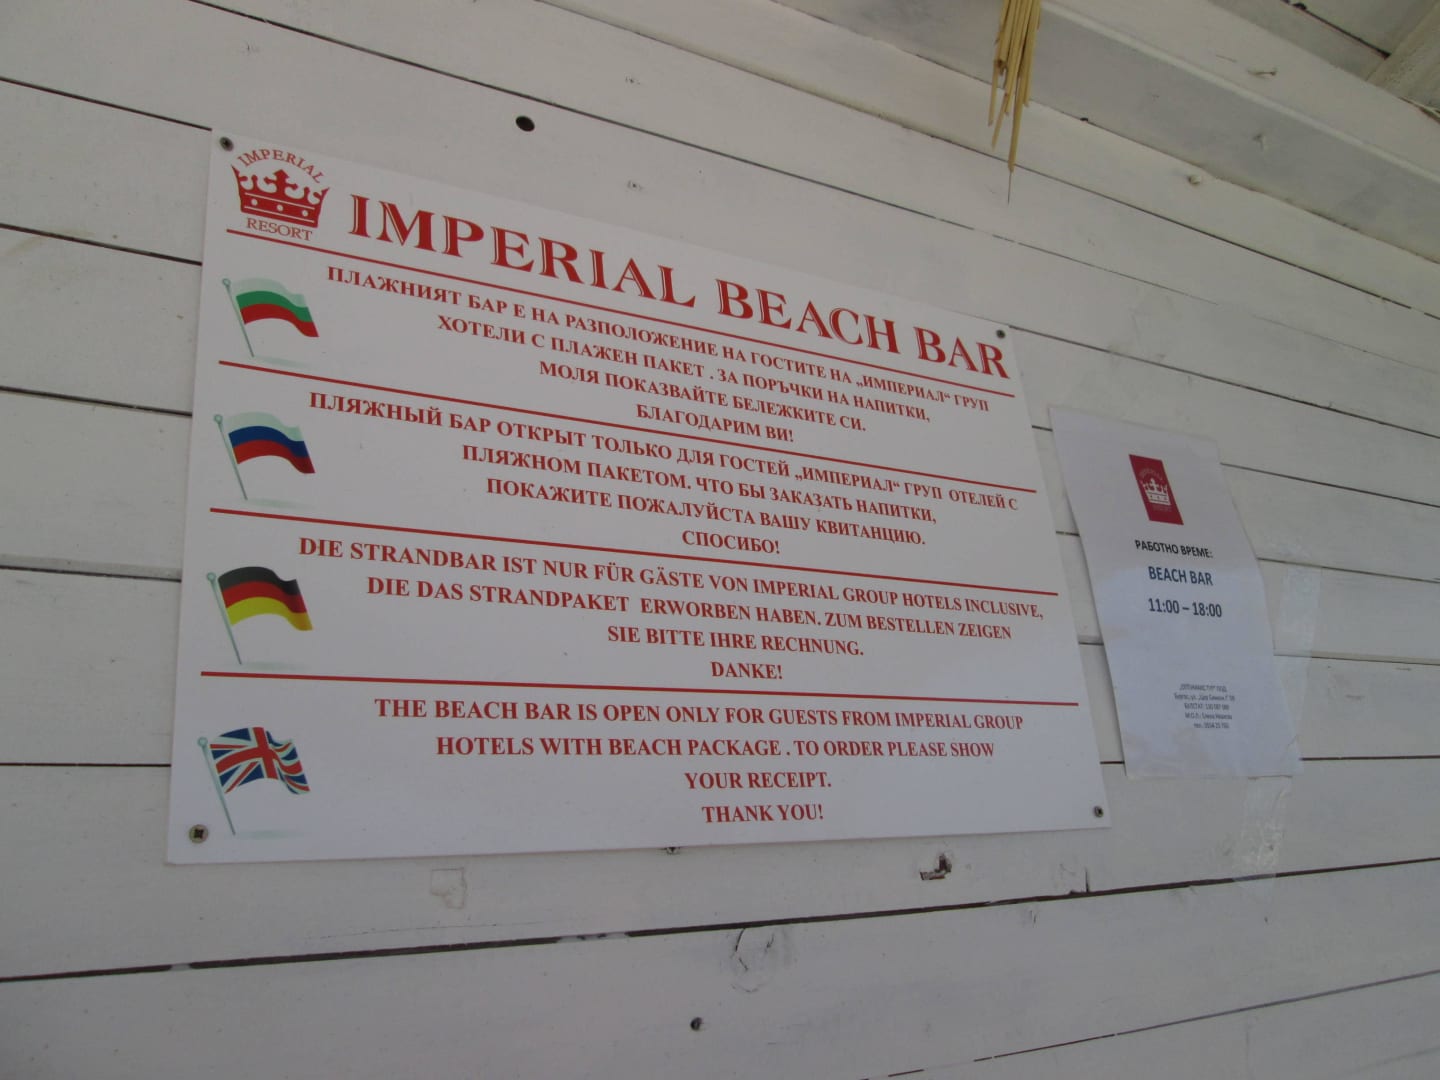 IMPERIAL
RESORT
IMPERIAL BEACH BAR
ПЛАЖНИЯТ БАР Е НА РАЗПОЛОЖЕНИЕ НА ГОСТИТЕ НА „ИМПЕРИАЛ“ ГРУП
ХОТЕЛИ С ПЛАЖЕН ПАКЕТ . ЗА ПОРЪЧКИ НА НАПИТКИ,
МОЛЯ ПОКАЗВАЙТЕ БЕЛЕЖКИТЕ СИ.
БЛАГОДАРИМ ВИ!
ПЛЯЖНЫЙ БАР ОТКРЫТ ТОЛЬКО ДЛЯ ГОСТЕЙ „ИМПЕРИАЛ“ ГРУП ОТЕЛЕЙ С
ПЛЯЖНОМ ПАКЕТОМ. ЧТО БЫ ЗАКАЗАТЬ НАПИТКИ,
ПОКАЖИТЕ ПОЖАЛУЙСТА ВАШУ КВИТАНЦИЮ.
СПОСИБО!
DIE STRANDBAR IST NUR FÜR GÄSTE VON IMPERIAL GROUP HOTELS INCLUSIVE,
DIE DAS STRANDPAKET ERWORBEN HABEN. ZUM BESTELLEN ZEIGEN
SIE BITTE IHRE RECHNUNG.
DANKE!
THE BEACH BAR IS OPEN ONLY FOR GUESTS FROM IMPERIAL GROUP
HOTELS WITH BEACH PACKAGE . TO ORDER PLEASE SHOW
YOUR RECEIPT.
THANK YOU!
РАБОТНО ВРЕМЕ:
BEACH BAR
11:00 – 18:00